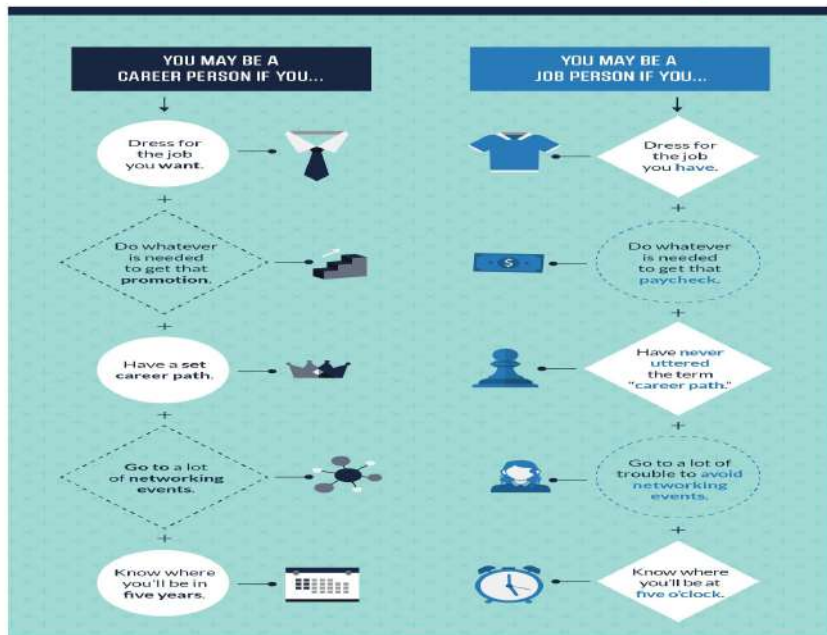 YOU MAY BE A
CAREER PERSON IF YOU...
Dress for
the job
you want.
Do whatever
is needed
to get that
promotion.
Have a set
career path.
Go to a lot
of networking
events.
Know where
you'll be in
five years.
YOU MAY BE A
JOB PERSON IF YOU...
Dress for
the job
you have.
$
Do whatever
is needed
to get that
paycheck.
Have never
uttered
the term
"career path."
Go to a lot of
trouble to avoid
networking
events.
Know where
you'll be at
five o'clock.